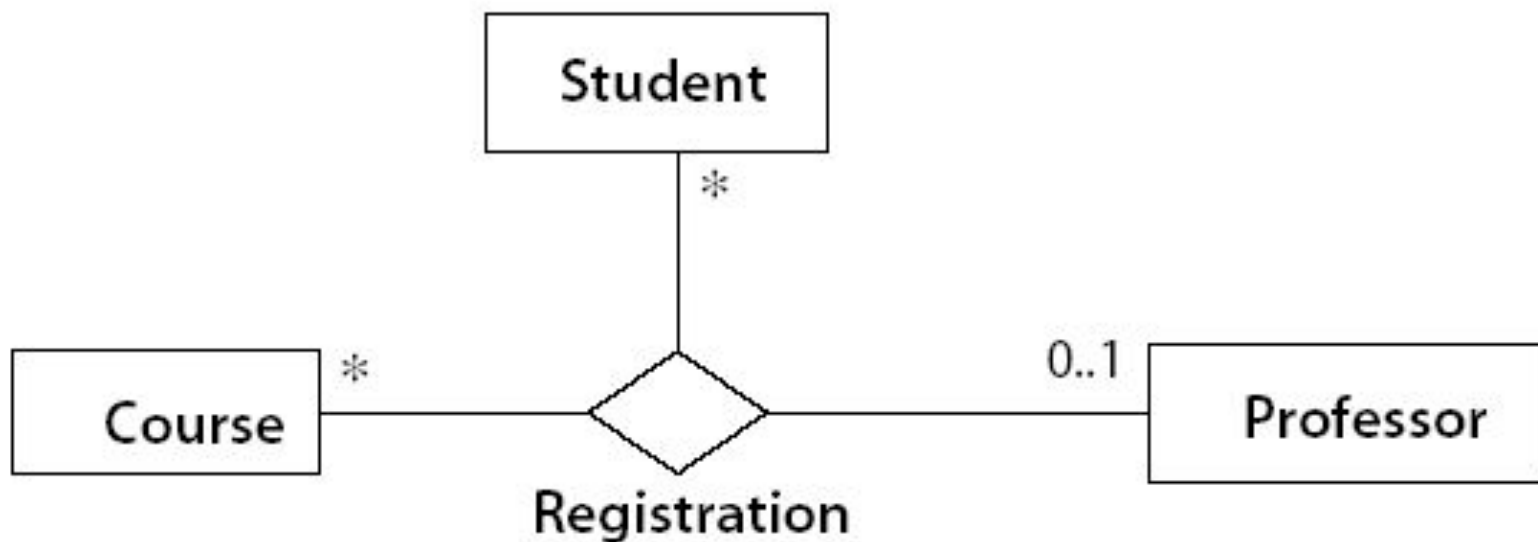 Student
*
*
0..1
Course
Professor
Registration